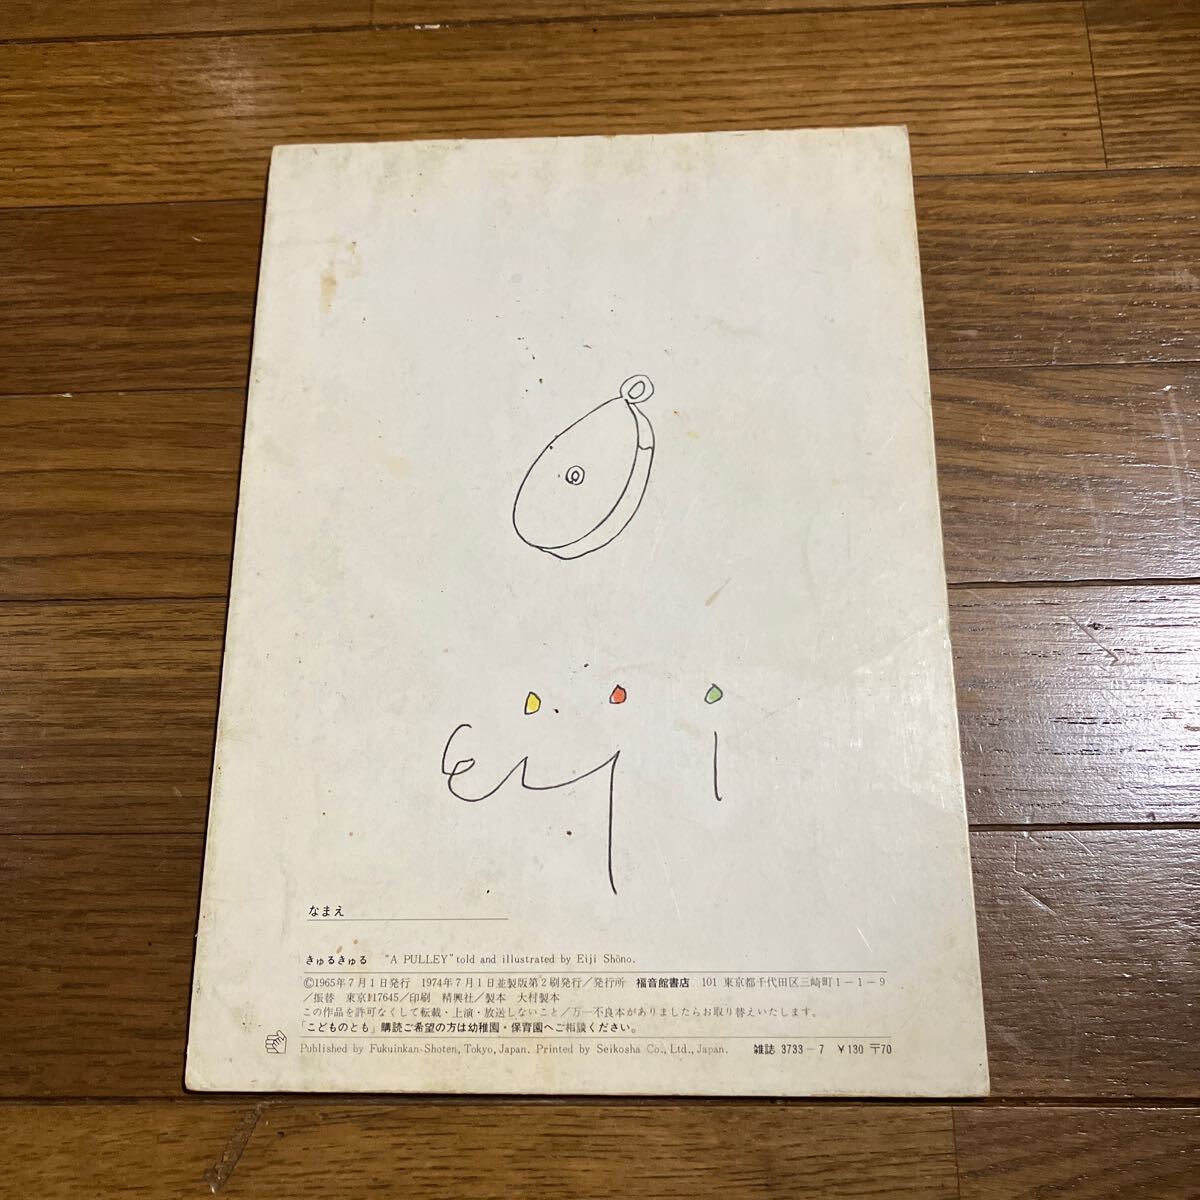 eiji
なまえ
きゅるきゅる "A PULLEY" told and illustrated by Eiji Shōno.
©1965年7月1日発行 1974年7月1日並製版第2刷発行/発行所 福音館書店 101 東京都千代田区三崎町1-1-9
/振替 東京117645/印刷 精興社/製本 大村製本
この作品を許可なくして転載・上演・放送しないこと/万一不良本がありましたらお取り替えいたします。
「こどものとも」購読ご希望の方は幼稚園・保育園へご相談ください。
Published by Fukuinkan-Shoten, Tokyo, Japan. Printed by Seikosha Co., Ltd., Japan. 雑誌 3733-7 ¥130 〒70